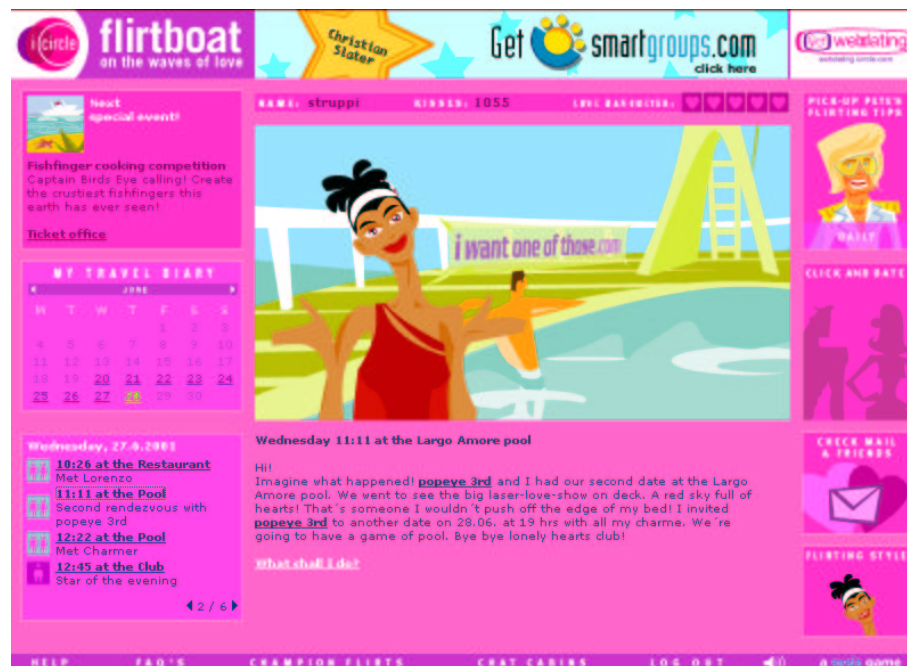 icircle
flirtboat
on the waves of love
Christian
Slater
Get smartgroups.com
click here
webdating
webdating.icircle.com
Next
special event!
Fishfinger cooking competition
Captain Birds Eye calling! Create
the crustiest fishfingers this
earth has ever seen!
Ticket office
MY TRAVEL DIARY
JUNE
M T W T F S S
1 2 3
4 5 6 7 8 9 10
11 12 13 14 15 16 17
18 19 20 21 22 23 24
25 26 27 28 29 30
Wednesday, 27.6.2001
10:26 at the Restaurant
Met Lorenzo
11:11 at the Pool
Second rendezvous with
popeye 3rd
12:22 at the Pool
Met Charmer
12:45 at the Club
Star of the evening
2 / 6
NAME: struppi
KISSES: 1055
LOVE BAROMETER:
i want one of those.com
Wednesday 11:11 at the Largo Amore pool
Hi!
Imagine what happened! popeye 3rd and I had our second date at the Largo
Amore pool. We went to see the big laser-love-show on deck. A red sky full of
hearts! That´s someone I wouldn´t push off the edge of my bed! I invited
popeye 3rd to another date on 28.06. at 19 hrs with all my charme. We´re
going to have a game of pool. Bye bye lonely hearts club!
What shall I do?
PICK-UP PETE'S
FLIRTING TIPS
DAILY
CLICK AND DATE
CHECK MAIL
& FRIENDS
FLIRTING STYLE
HELP FAQ'S CHAMPION FLIRTS CHAT CABINS LOG OUT a game